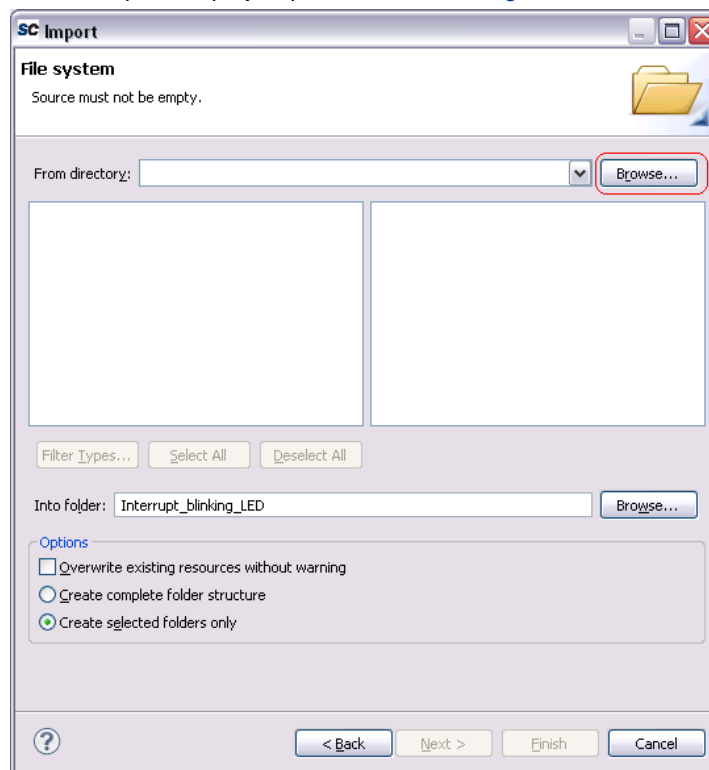 SC Import
File system
Source must not be empty.
From directory:
Browse...
Filter Types... Select All Deselect All
Into folder: Interrupt_blinking_LED Browse...
Options
Overwrite existing resources without warning
Create complete folder structure
Create selected folders only
? < Back Next > Finish Cancel